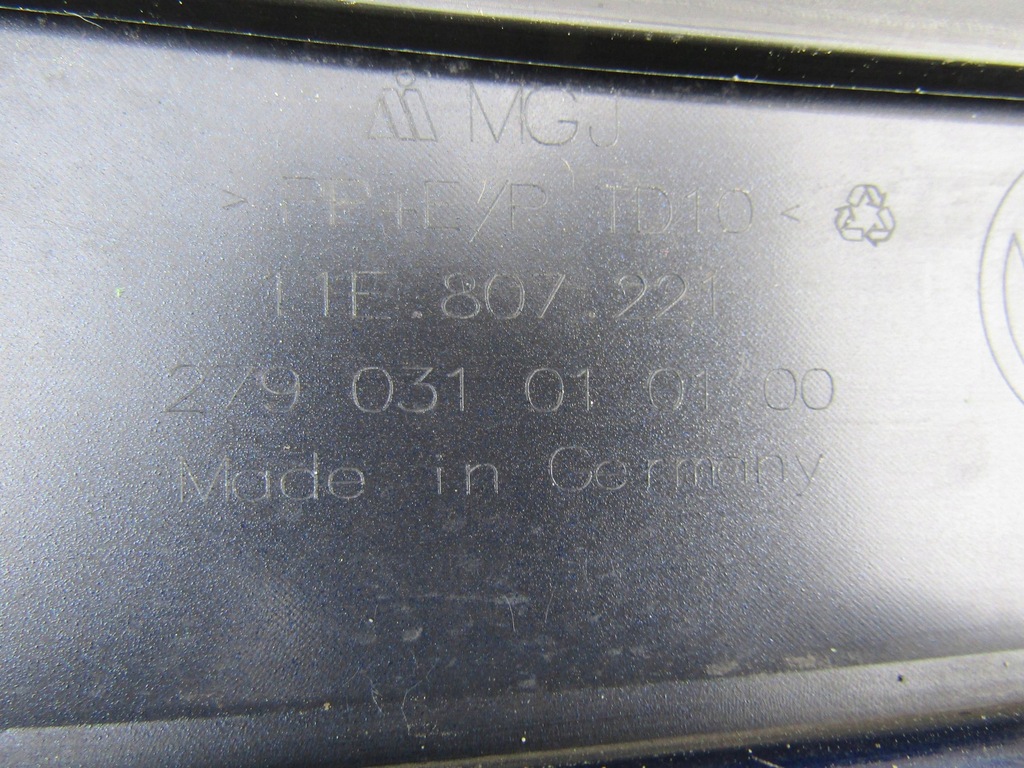 MGJ
>PP+E/P TD10<
11E.807.221
279 031 01 01 00
Made in Germany